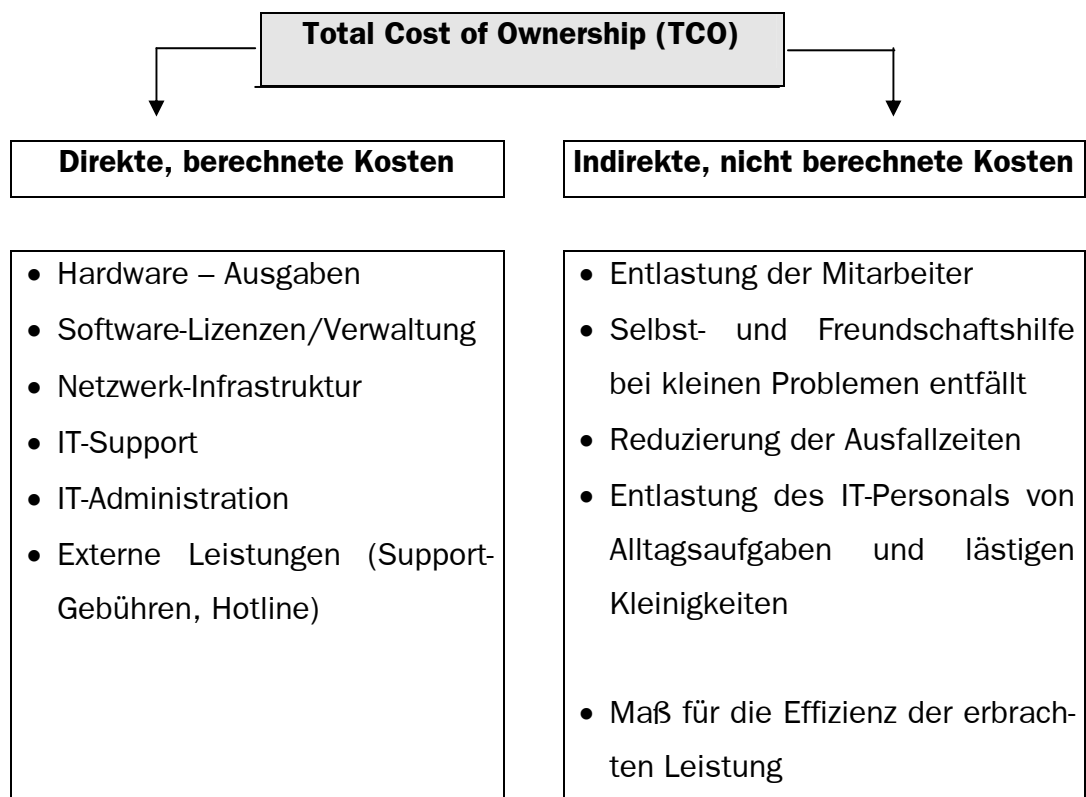 Total Cost of Ownership (TCO)
Direkte, berechnete Kosten
Indirekte, nicht berechnete Kosten
• Hardware – Ausgaben
• Software-Lizenzen/Verwaltung
• Netzwerk-Infrastruktur
• IT-Support
• IT-Administration
• Externe Leistungen (Support-
Gebühren, Hotline)
• Entlastung der Mitarbeiter
• Selbst- und Freundschaftshilfe
bei kleinen Problemen entfällt
• Reduzierung der Ausfallzeiten
• Entlastung des IT-Personals von
Alltagsaufgaben und lästigen
Kleinigkeiten
• Maß für die Effizienz der erbrach-
ten Leistung